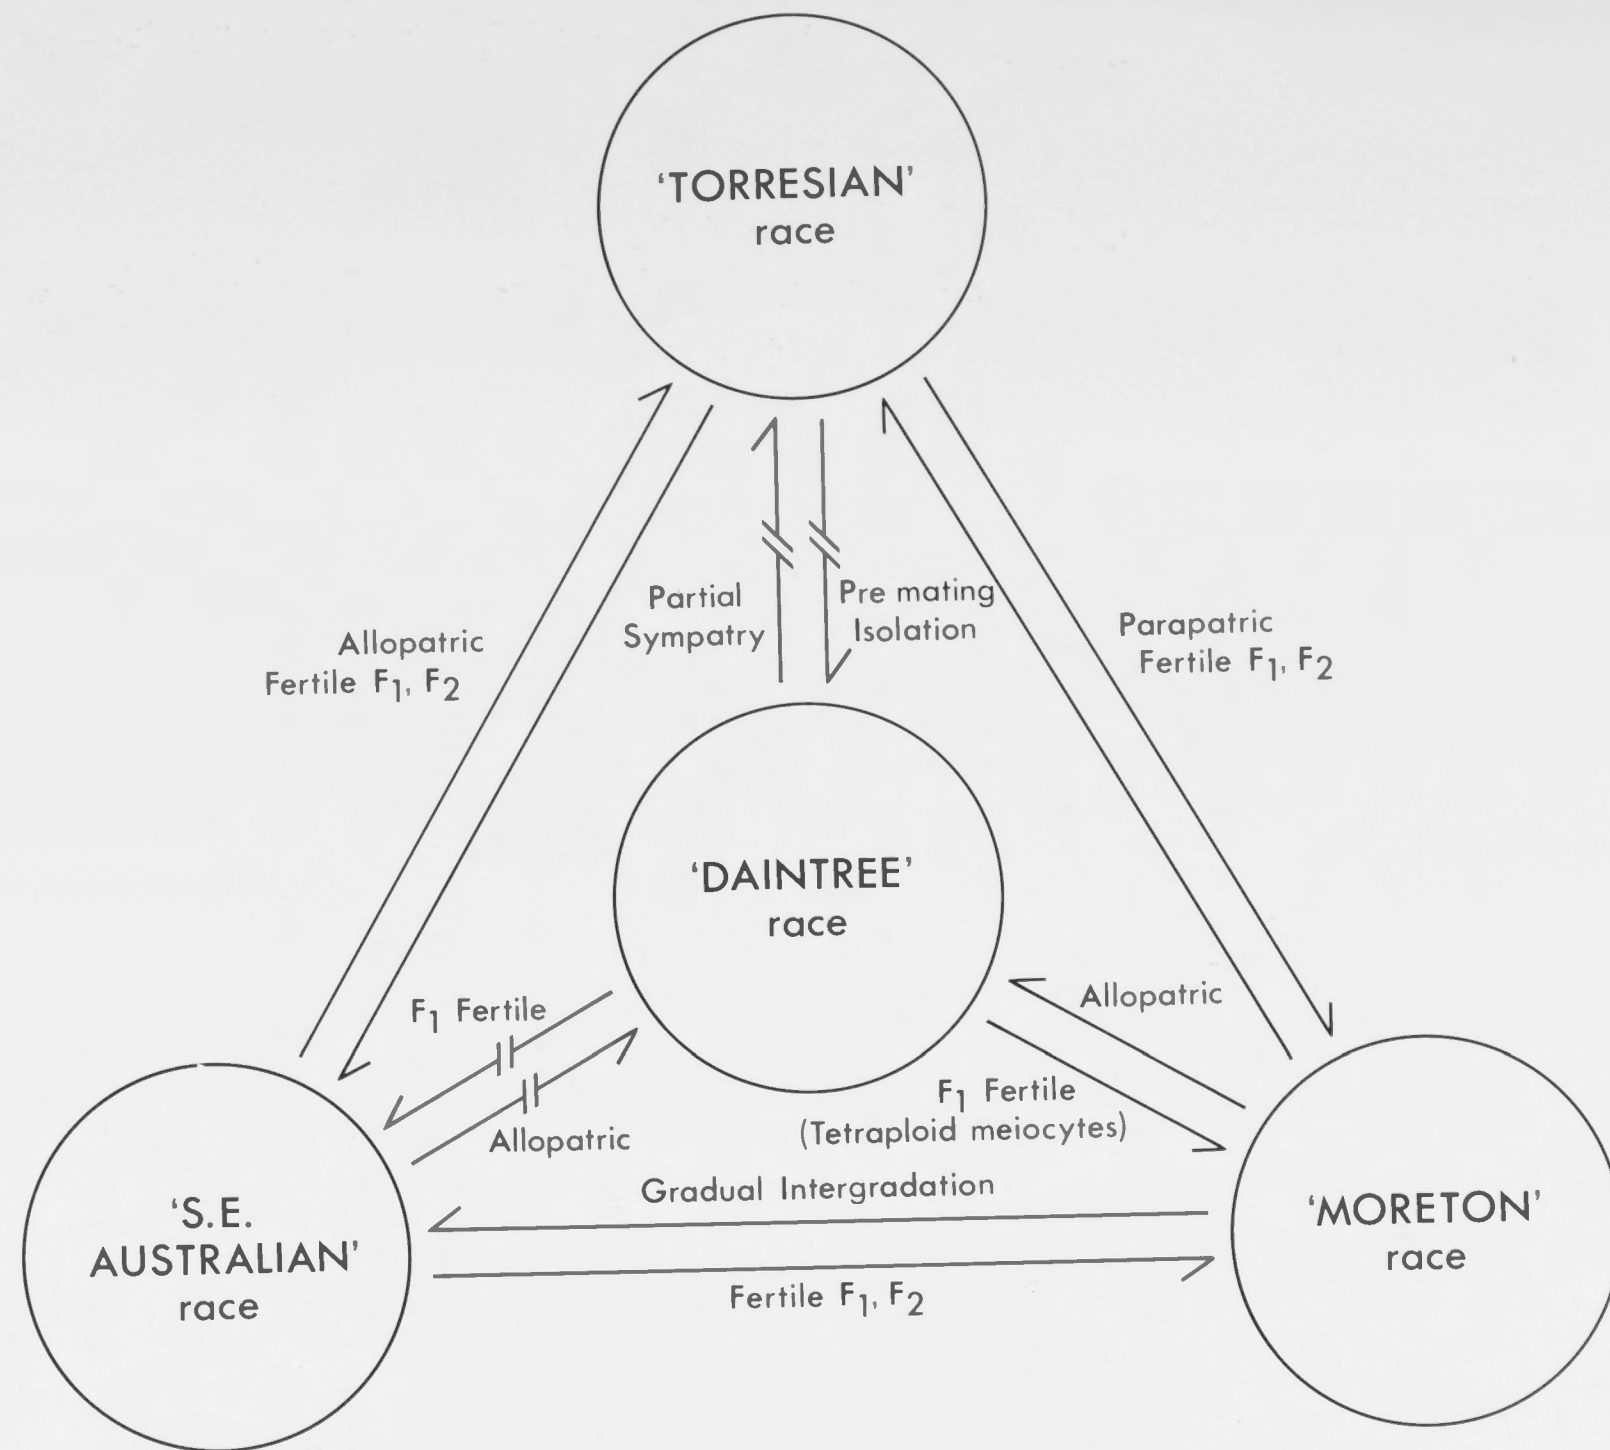 ‘TORRESIAN’
race
Partial
Sympatry
Pre mating
Isolation
Allopatric
Fertile F₁, F₂
Parapatric
Fertile F₁, F₂
‘DAINTREE’
race
F₁ Fertile
Allopatric
Allopatric
F₁ Fertile
(Tetraploid meiocytes)
Gradual Intergradation
Fertile F₁, F₂
‘S.E.
AUSTRALIAN’
race
‘MORETON’
race